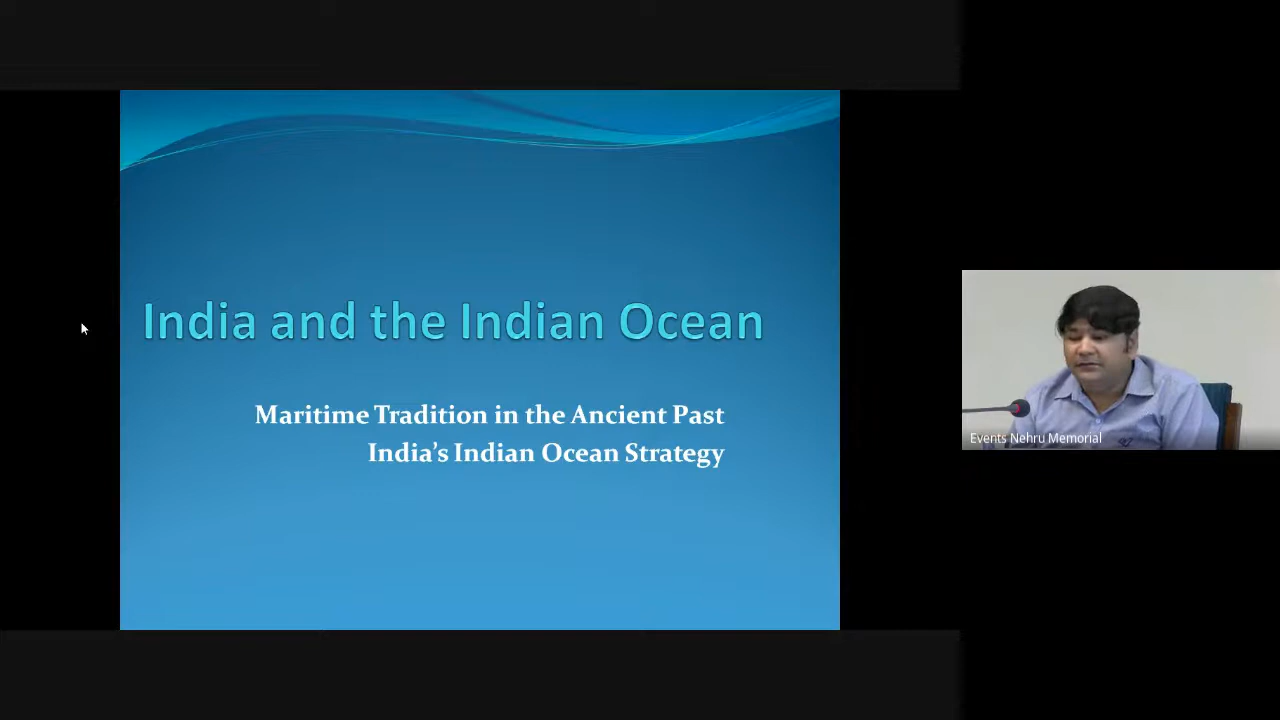 India and the Indian Ocean
Maritime Tradition in the Ancient Past
India’s Indian Ocean Strategy
Events Nehru Memorial